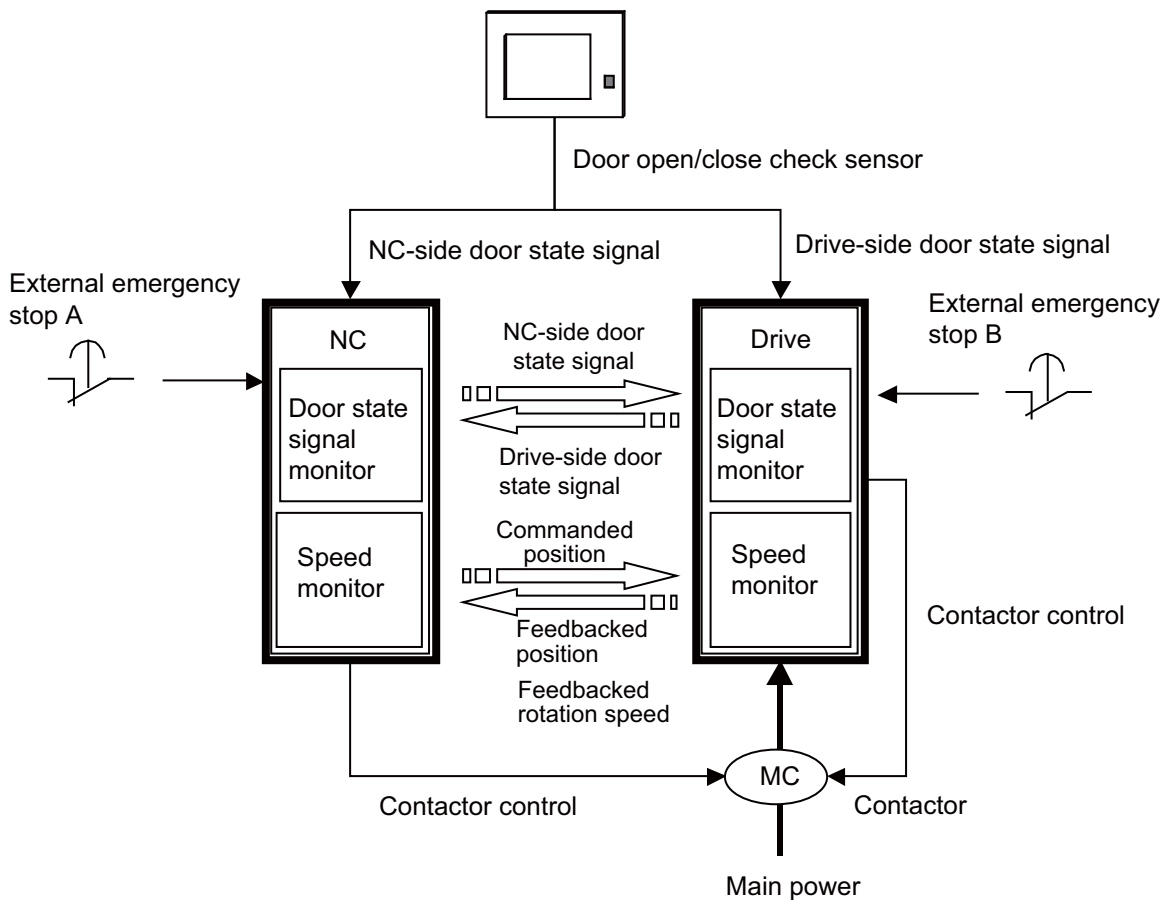 Door open/close check sensor
NC-side door state signal
Drive-side door state signal
External emergency
stop A
External emergency
stop B
NC
Door state
signal
monitor
Speed
monitor
NC-side door
state signal
Drive-side door
state signal
Commanded
position
Feedbacked
position
Feedbacked
rotation speed
Drive
Door state
signal
monitor
Speed
monitor
Contactor control
Contactor control
MC
Contactor
Main power